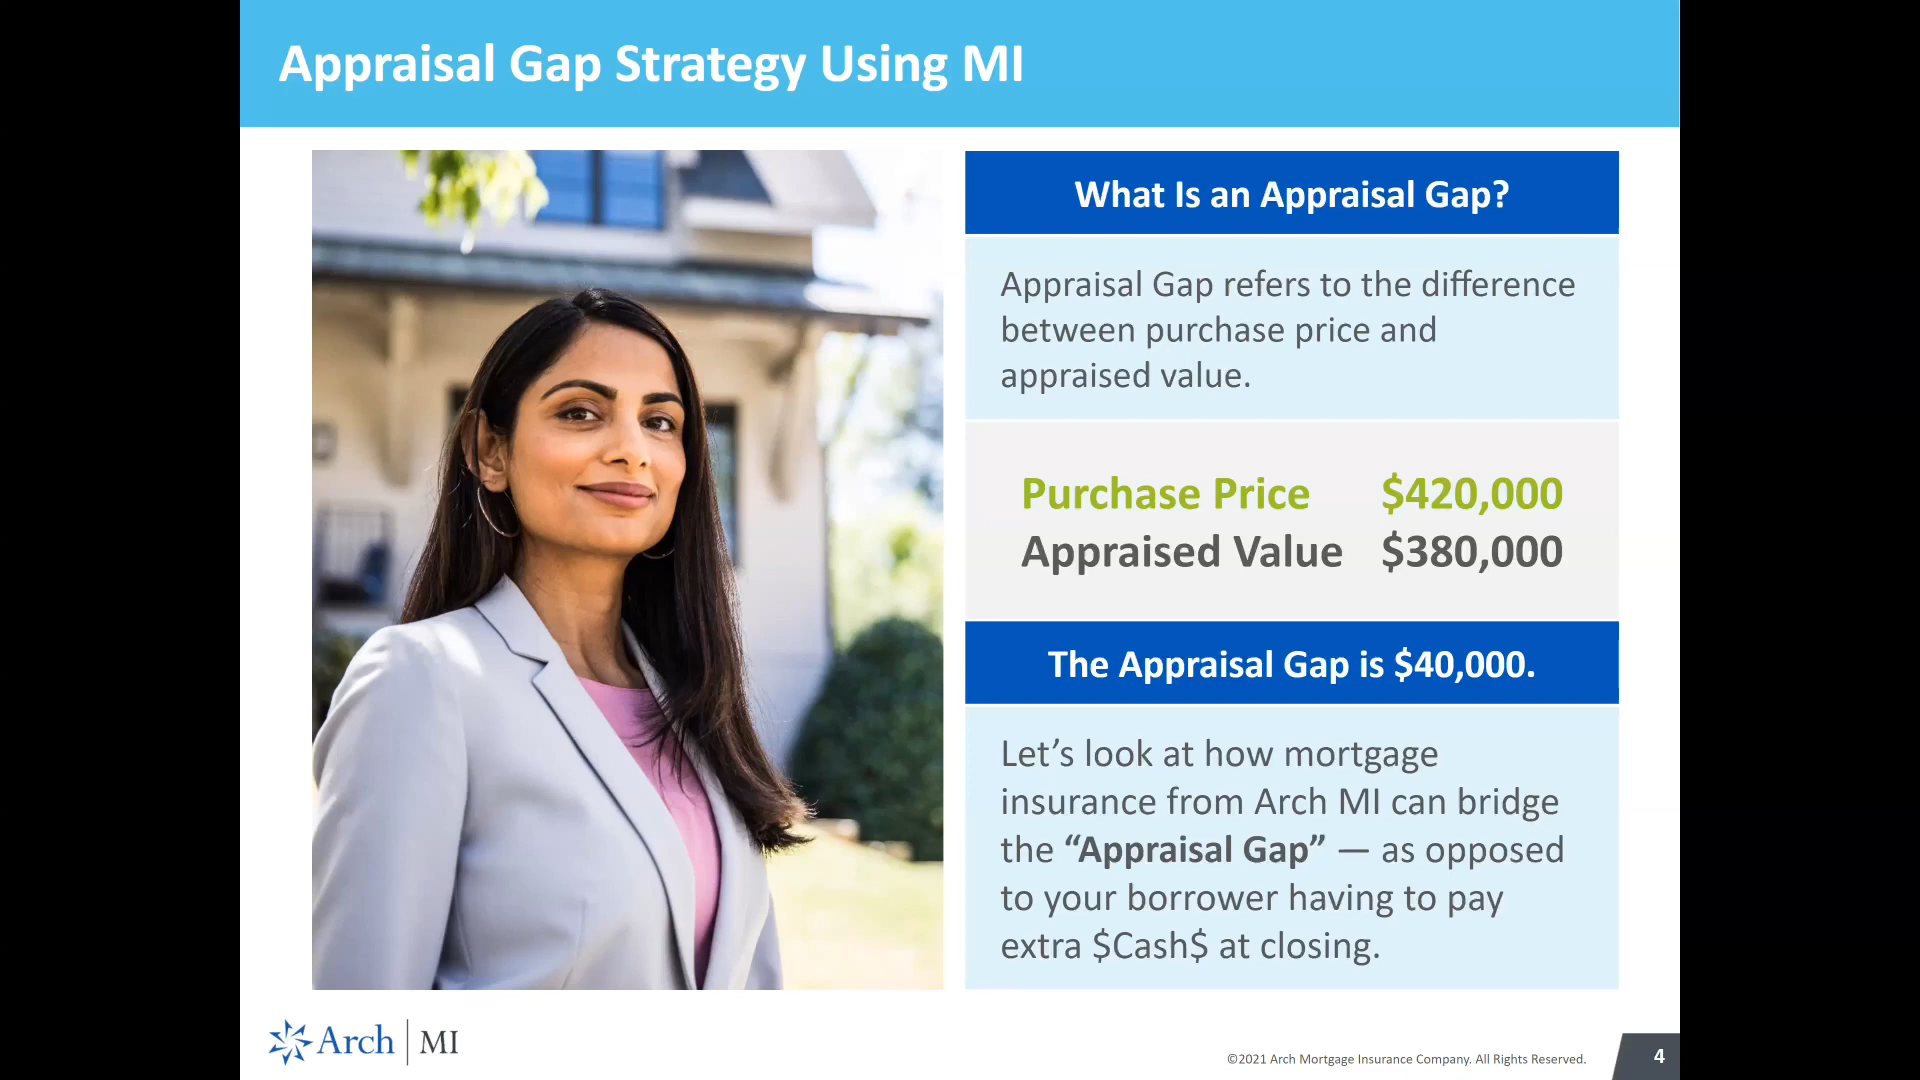 Appraisal Gap Strategy Using MI
What Is an Appraisal Gap?
Appraisal Gap refers to the difference
between purchase price and
appraised value.
Purchase Price $420,000
Appraised Value $380,000
The Appraisal Gap is $40,000.
Let’s look at how mortgage
insurance from Arch MI can bridge
the “Appraisal Gap” — as opposed
to your borrower having to pay
extra $Cash$ at closing.
Arch | MI
©2021 Arch Mortgage Insurance Company. All Rights Reserved.
4